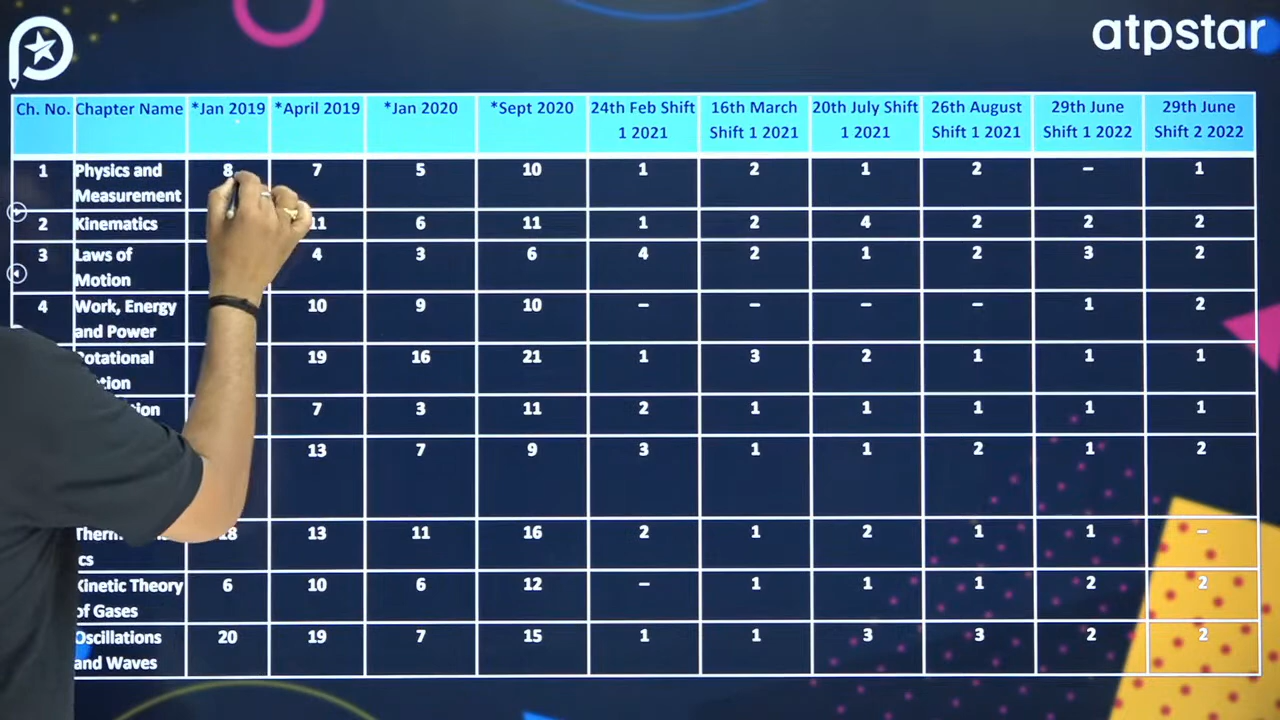 atpstar
Ch. No. Chapter Name *Jan 2019 *April 2019 *Jan 2020 *Sept 2020 24th Feb Shift 16th March 20th July Shift 26th August 29th June 29th June
1 2021 Shift 1 2021 1 2021 Shift 1 2021 Shift 1 2022 Shift 2 2022
1 Physics and 8 7 5 10 1 2 1 2 – 1
Measurement
2 Kinematics 11 6 11 1 2 4 2 2 2
3 Laws of 4 3 6 4 2 1 2 3 2
Motion
4 Work, Energy 10 9 10 – – – – 1 2
and Power
19 16 21 1 3 2 1 1 1
7 3 11 2 1 1 1 1 1
13 7 9 3 1 1 2 1 2
13 11 16 2 1 2 1 1 –
cs
Kinetic Theory 6 10 6 12 – 1 1 1 2 2
of Gases
Oscillations 20 19 7 15 1 1 3 3 2 2
and Waves